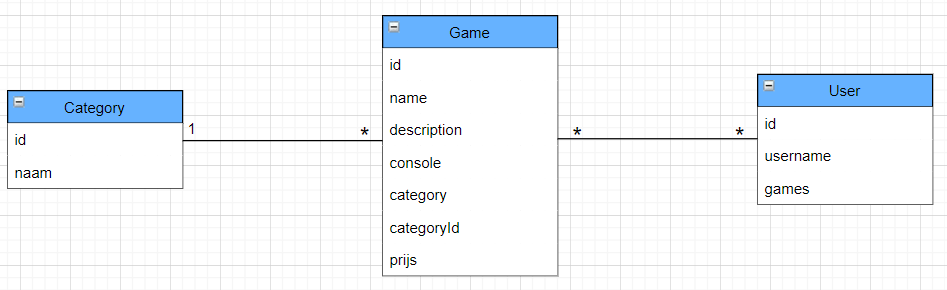 Category
id
naam
1
*
Game
id
name
description
console
category
categoryId
prijs
*
*
User
id
username
games